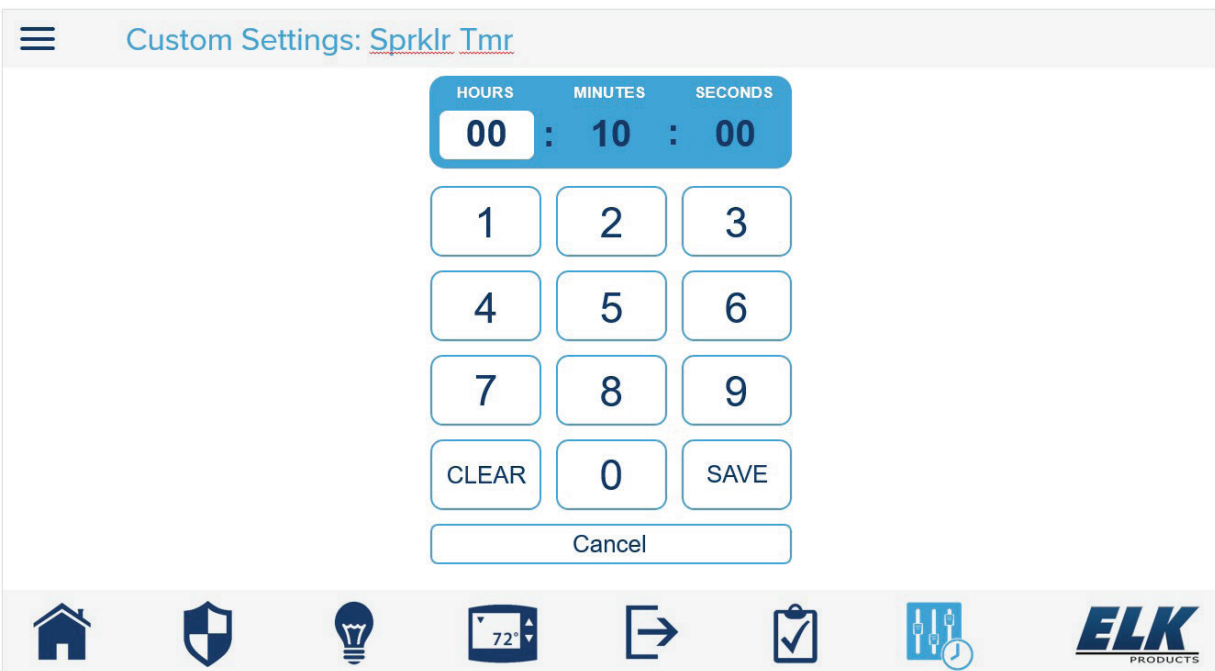 Custom Settings: Sprklr Tmr
HOURS MINUTES SECONDS
00 : 10 : 00
1 2 3
4 5 6
7 8 9
CLEAR 0 SAVE
Cancel
72°
ELK
PRODUCTS